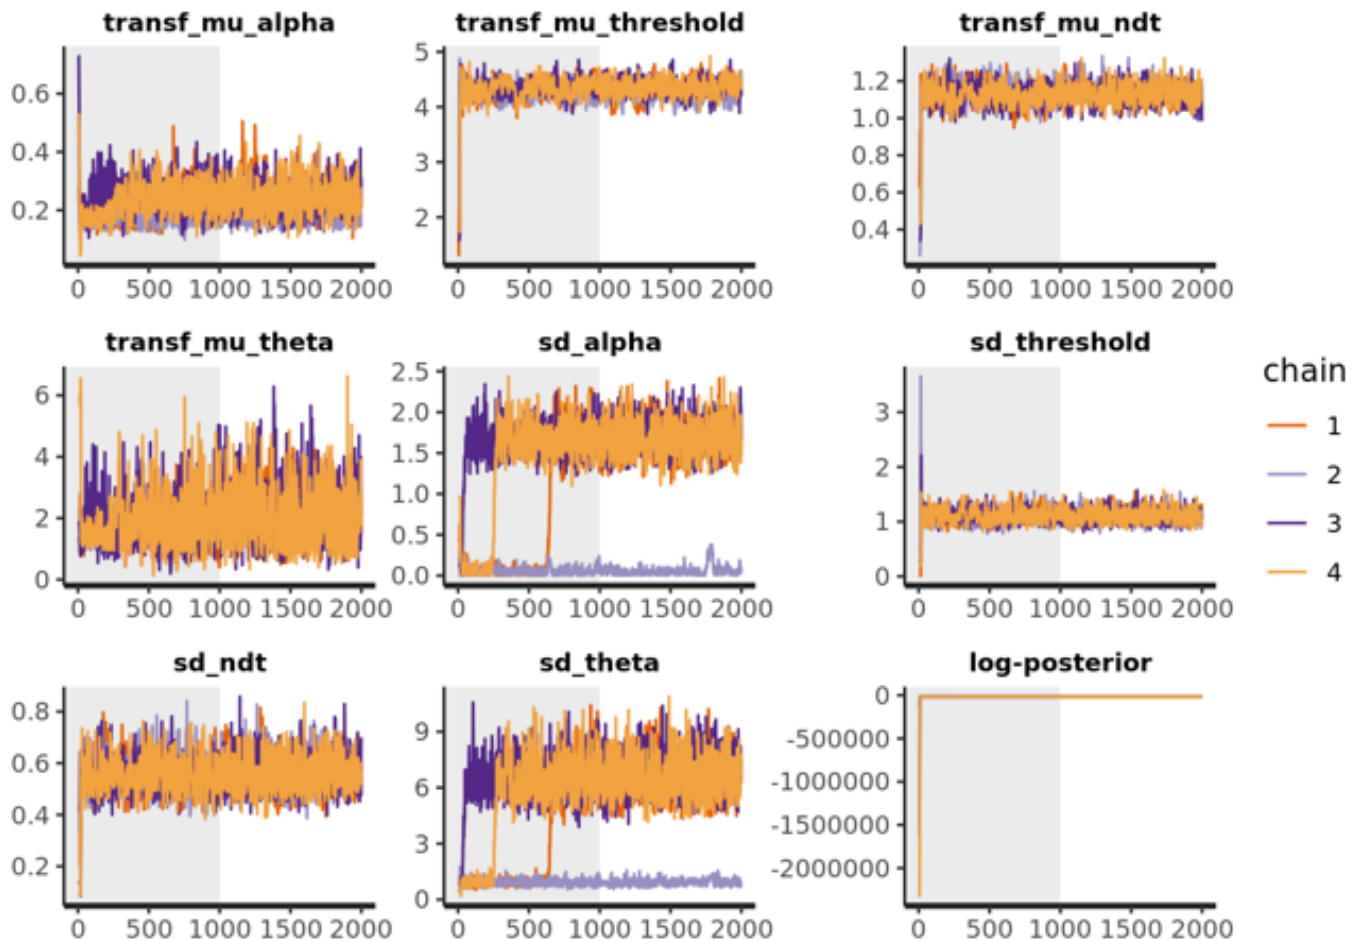 transf_mu_alpha transf_mu_threshold transf_mu_ndt
0.6 5 1.2
0.4 4 1.0
0.2 3 0.8
2 0.6
0.4
0 500 1000 1500 2000 0 500 1000 1500 2000 0 500 1000 1500 2000
transf_mu_theta sd_alpha sd_threshold
6 2.5 3
4 2.0 2
2 1.5 1
0 1.0 0
0.5
0.0
0 500 1000 1500 2000 0 500 1000 1500 2000 0 500 1000 1500 2000
chain
1
2
3
4
sd_ndt sd_theta log-posterior
0.8 9 0
0.6 6 -500000
0.4 3 -1000000
0.2 0 -1500000
-2000000
0 500 1000 1500 2000 0 500 1000 1500 2000 0 500 1000 1500 2000